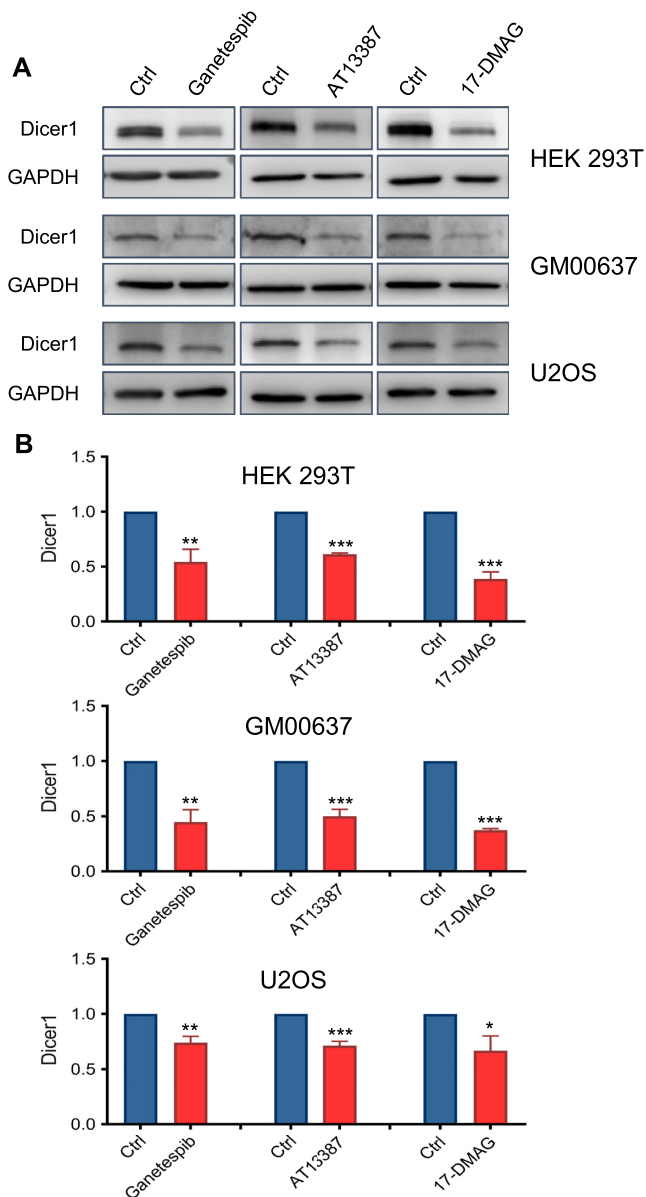 A
Ctrl
Ganetespib
Ctrl
AT13387
Ctrl
17-DMAG
Dicer1
GAPDH
HEK 293T
Dicer1
GAPDH
GM00637
Dicer1
GAPDH
U2OS
B
HEK 293T
Dicer1
1.5
1.0
0.5
0.0
** *** ***
Ctrl
Ganetespib
Ctrl
AT13387
Ctrl
17-DMAG
GM00637
Dicer1
1.5
1.0
0.5
0.0
** *** ***
Ctrl
Ganetespib
Ctrl
AT13387
Ctrl
17-DMAG
U2OS
Dicer1
1.5
1.0
0.5
0.0
** *** *
Ctrl
Ganetespib
Ctrl
AT13387
Ctrl
17-DMAG